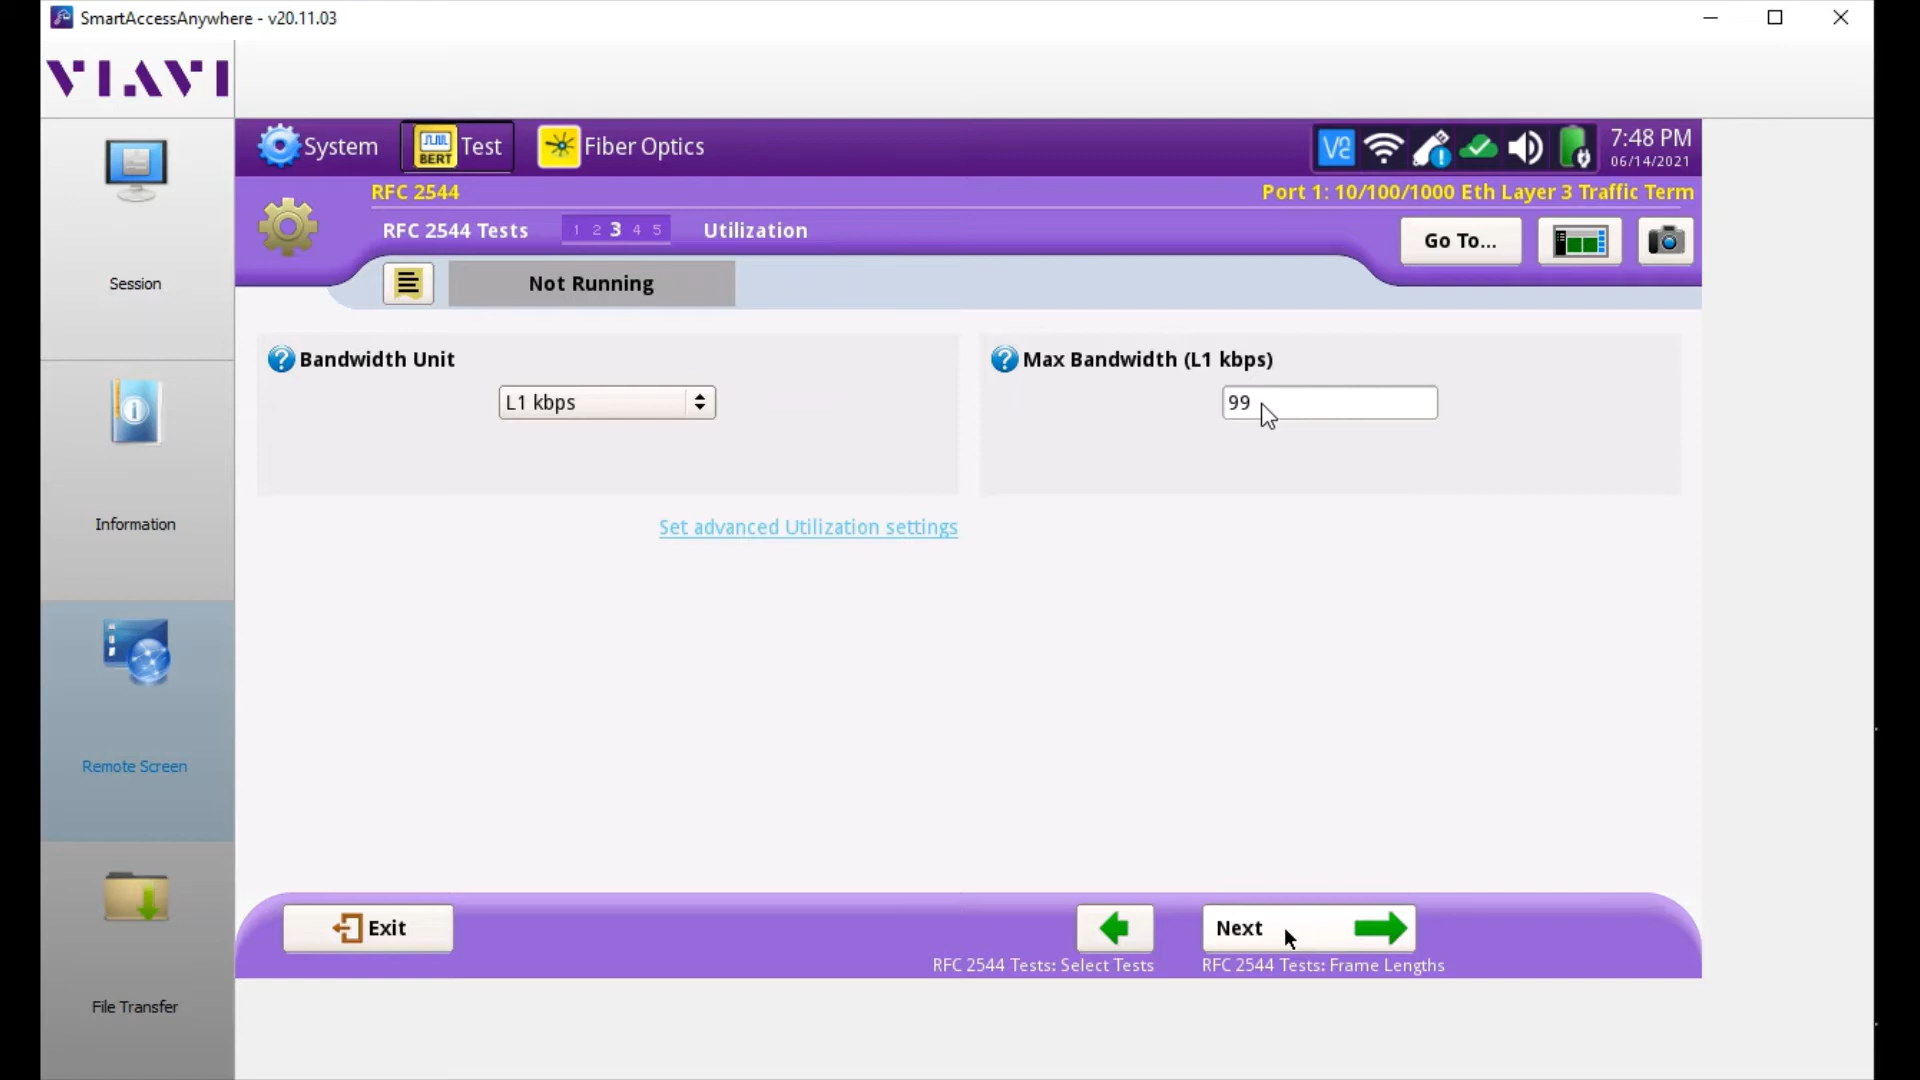 SmartAccessAnywhere - v20.11.03
VIAVI
Session
Information
Remote Screen
File Transfer
System
BERT
Test
Fiber Optics
7:48 PM
06/14/2021
RFC 2544
Port 1: 10/100/1000 Eth Layer 3 Traffic Term
RFC 2544 Tests
1 2 3 4 5
Utilization
Go To...
Not Running
Bandwidth Unit
L1 kbps
Max Bandwidth (L1 kbps)
99
Set advanced Utilization settings
Exit
Next
RFC 2544 Tests: Select Tests
RFC 2544 Tests: Frame Lengths